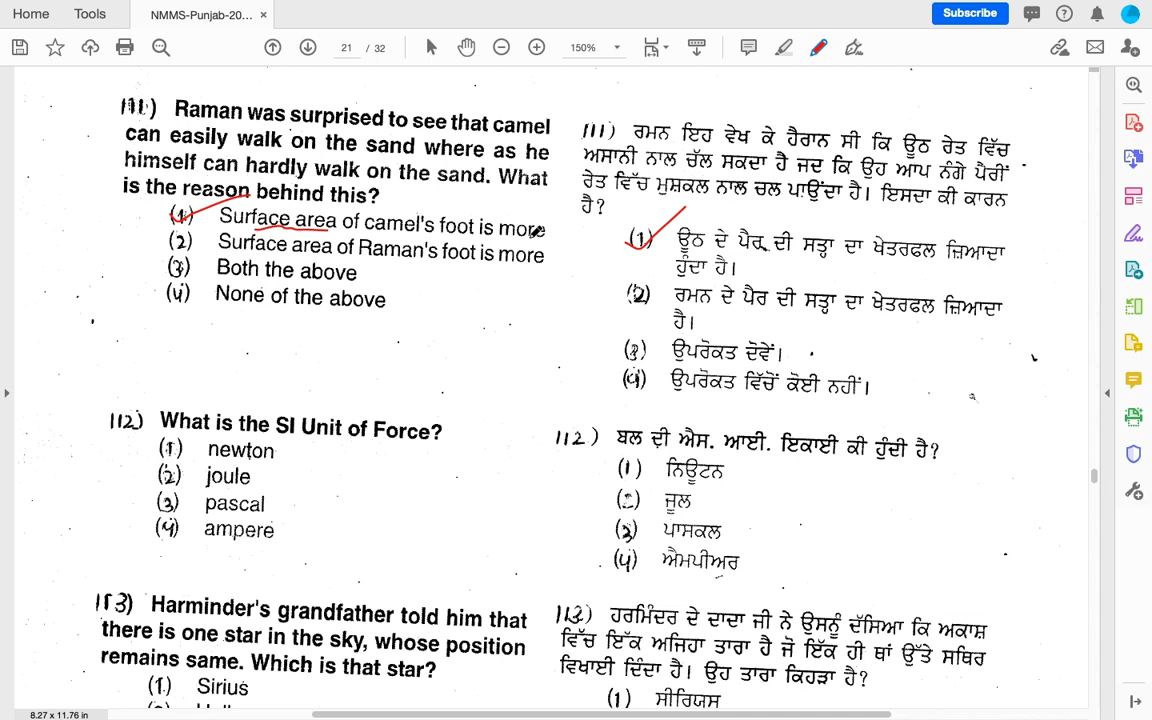 Home
Tools
NMMS-Punjab-20...
×
Subscribe
21 / 32
150%
111) Raman was surprised to see that camel
can easily walk on the sand where as he
himself can hardly walk on the sand. What
is the reason behind this?
(1) Surface area of camel's foot is more
(2) Surface area of Raman's foot is more
(3) Both the above
(4) None of the above
111) ਰਮਨ ਇਹ ਵੇਖ ਕੇ ਹੈਰਾਨ ਸੀ ਕਿ ਊਠ ਰੇਤ ਵਿੱਚ
ਅਸਾਨੀ ਨਾਲ ਚੱਲ ਸਕਦਾ ਹੈ ਜਦ ਕਿ ਉਹ ਆਪ ਨੰਗੇ ਪੈਰੀਂ
ਰੇਤ ਵਿੱਚ ਮੁਸ਼ਕਲ ਨਾਲ ਚਲ ਪਾਉਂਦਾ ਹੈ। ਇਸਦਾ ਕੀ ਕਾਰਨ
ਹੈ?
(1) ਊਠ ਦੇ ਪੈਰ ਦੀ ਸਤ੍ਹਾ ਦਾ ਖੇਤਰਫਲ ਜ਼ਿਆਦਾ
ਹੁੰਦਾ ਹੈ।
(2) ਰਮਨ ਦੇ ਪੈਰ ਦੀ ਸਤ੍ਹਾ ਦਾ ਖੇਤਰਫਲ ਜ਼ਿਆਦਾ
ਹੈ।
(3) ਉਪਰੋਕਤ ਦੋਵੇਂ।
(4) ਉਪਰੋਕਤ ਵਿੱਚੋਂ ਕੋਈ ਨਹੀਂ।
112) What is the SI Unit of Force?
(1) newton
(2) joule
(3) pascal
(4) ampere
112) ਬਲ ਦੀ ਐਸ. ਆਈ. ਇਕਾਈ ਕੀ ਹੁੰਦੀ ਹੈ?
(1) ਨਿਊਟਨ
(2) ਜੂਲ
(3) ਪਾਸਕਲ
(4) ਐਮਪੀਅਰ
113) Harminder's grandfather told him that
there is one star in the sky, whose position
remains same. Which is that star?
(1) Sirius
113) ਹਰਮਿੰਦਰ ਦੇ ਦਾਦਾ ਜੀ ਨੇ ਉਸਨੂੰ ਦੱਸਿਆ ਕਿ ਅਕਾਸ਼
ਵਿੱਚ ਇੱਕ ਅਜਿਹਾ ਤਾਰਾ ਹੈ ਜੋ ਇੱਕ ਹੀ ਥਾਂ ਉੱਤੇ ਸਥਿਰ
ਵਿਖਾਈ ਦਿੰਦਾ ਹੈ। ਉਹ ਤਾਰਾ ਕਿਹੜਾ ਹੈ?
(1) ਸੀਰਿਯਸ
8.27 x 11.76 in